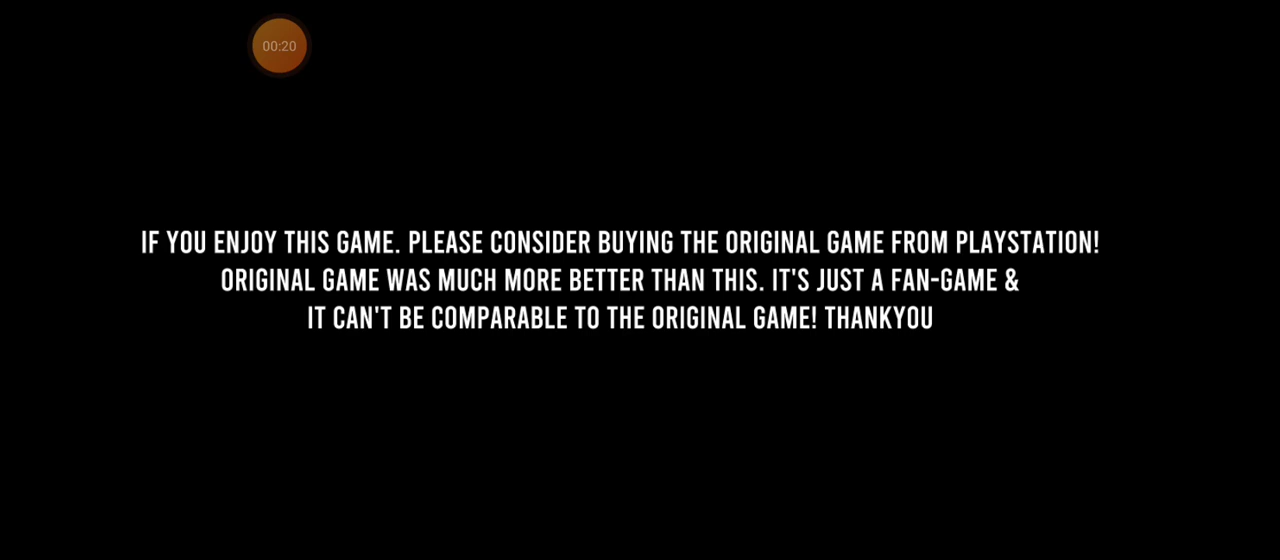 00:20
IF YOU ENJOY THIS GAME. PLEASE CONSIDER BUYING THE ORIGINAL GAME FROM PLAYSTATION!
ORIGINAL GAME WAS MUCH MORE BETTER THAN THIS. IT'S JUST A FAN-GAME &
IT CAN'T BE COMPARABLE TO THE ORIGINAL GAME! THANKYOU